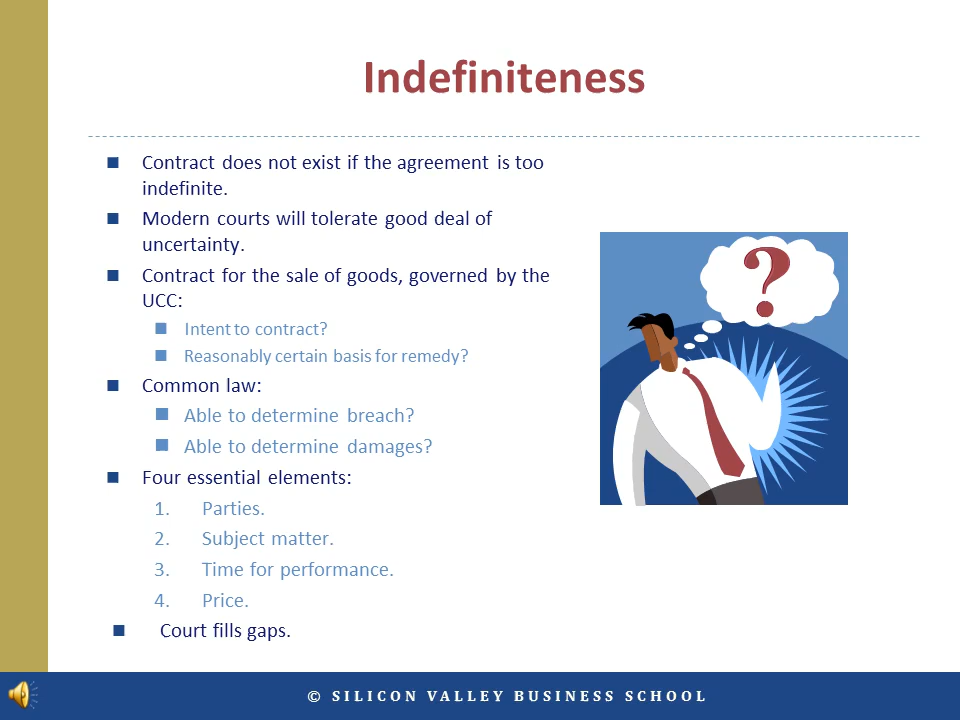 Indefiniteness
■ Contract does not exist if the agreement is too
indefinite.
■ Modern courts will tolerate good deal of
uncertainty.
■ Contract for the sale of goods, governed by the
UCC:
■ Intent to contract?
■ Reasonably certain basis for remedy?
■ Common law:
■ Able to determine breach?
■ Able to determine damages?
■ Four essential elements:
1. Parties.
2. Subject matter.
3. Time for performance.
4. Price.
■ Court fills gaps.
?
© SILICON VALLEY BUSINESS SCHOOL